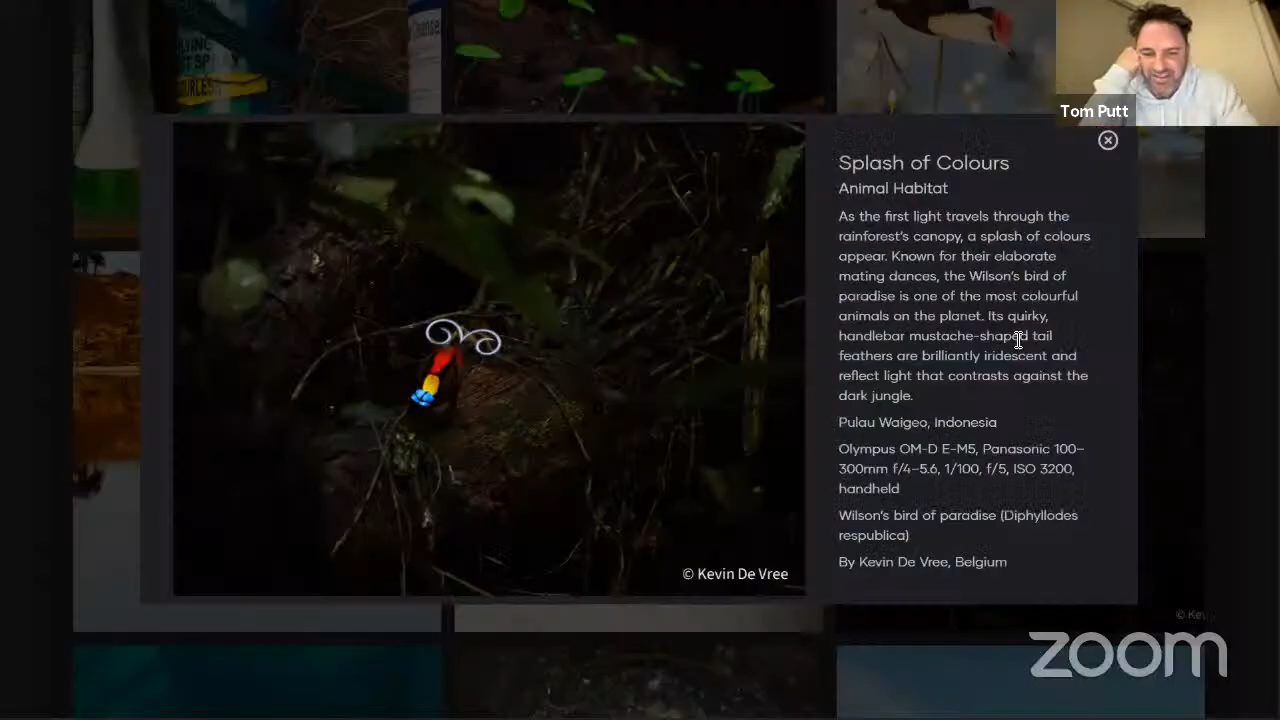 Cleanse
Tom Putt
Splash of Colours
Animal Habitat
As the first light travels through the
rainforest's canopy, a splash of colours
appear. Known for their elaborate
mating dances, the Wilson's bird of
paradise is one of the most colourful
animals on the planet. Its quirky,
handlebar mustache-shaped tail
feathers are brilliantly iridescent and
reflect light that contrasts against the
dark jungle.
Pulau Waigeo, Indonesia
Olympus OM-D E-M5, Panasonic 100–
300mm f/4–5.6, 1/100, f/5, ISO 3200,
handheld
Wilson's bird of paradise (Diphyllodes
respublica)
By Kevin De Vree, Belgium
© Kevin De Vree
zoom